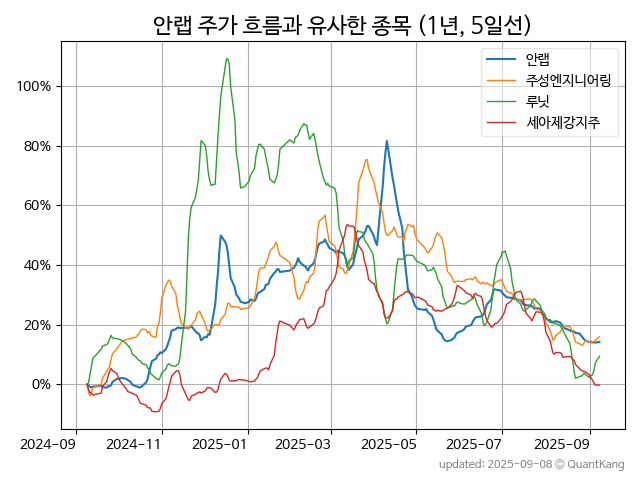 안랩 주가 흐름과 유사한 종목 (1년, 5일선)
안랩
주성엔지니어링
루닛
세아제강지주
100%
80%
60%
40%
20%
0%
2024-09 2024-11 2025-01 2025-03 2025-05 2025-07 2025-09
updated: 2025-09-08 © QuantKang